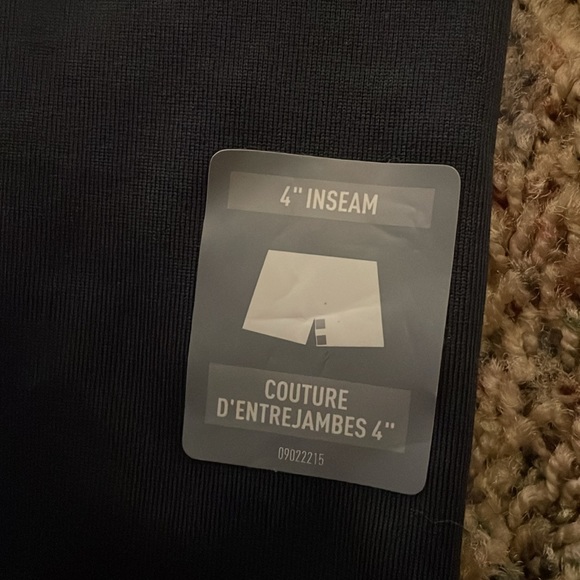 4" INSEAM
COUTURE
D'ENTREJAMBES 4"
09022215